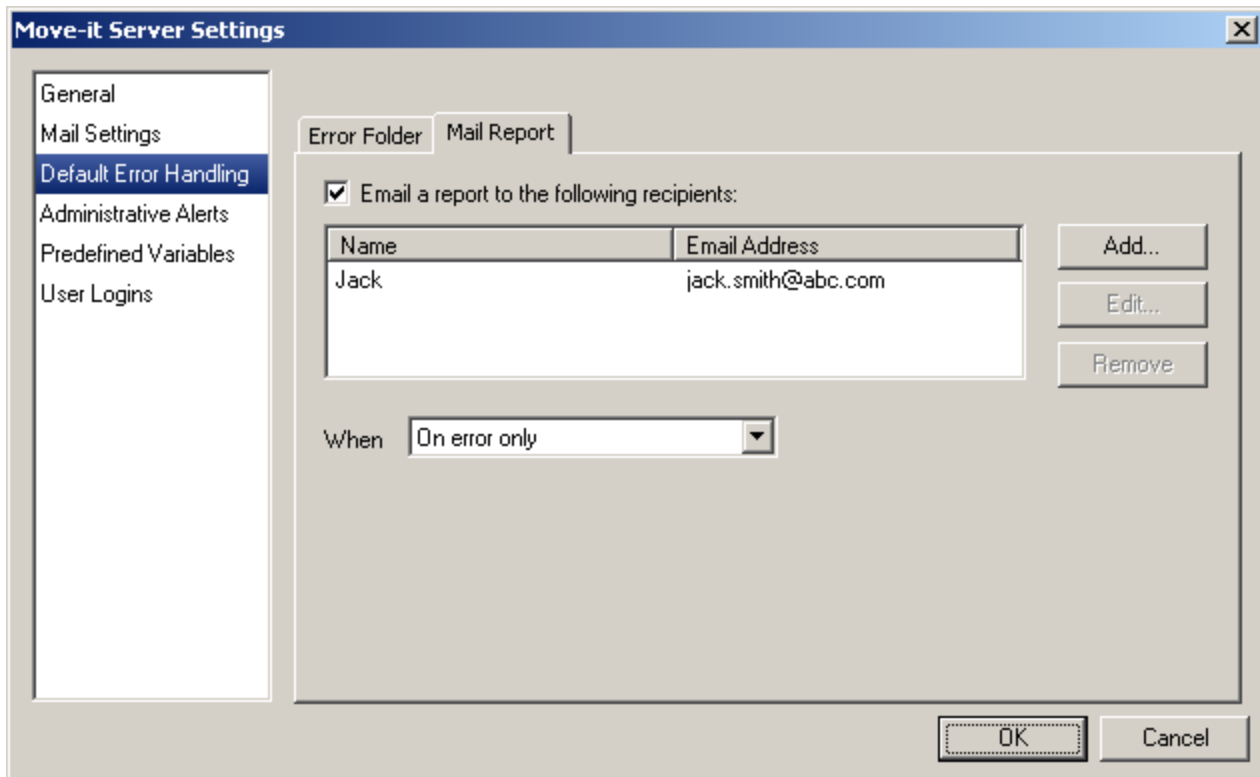 Move-it Server Settings
General
Mail Settings
Default Error Handling
Administrative Alerts
Predefined Variables
User Logins
Error Folder Mail Report
Email a report to the following recipients:
Name Email Address
Jack jack.smith@abc.com
Add...
Edit...
Remove
When On error only
OK Cancel